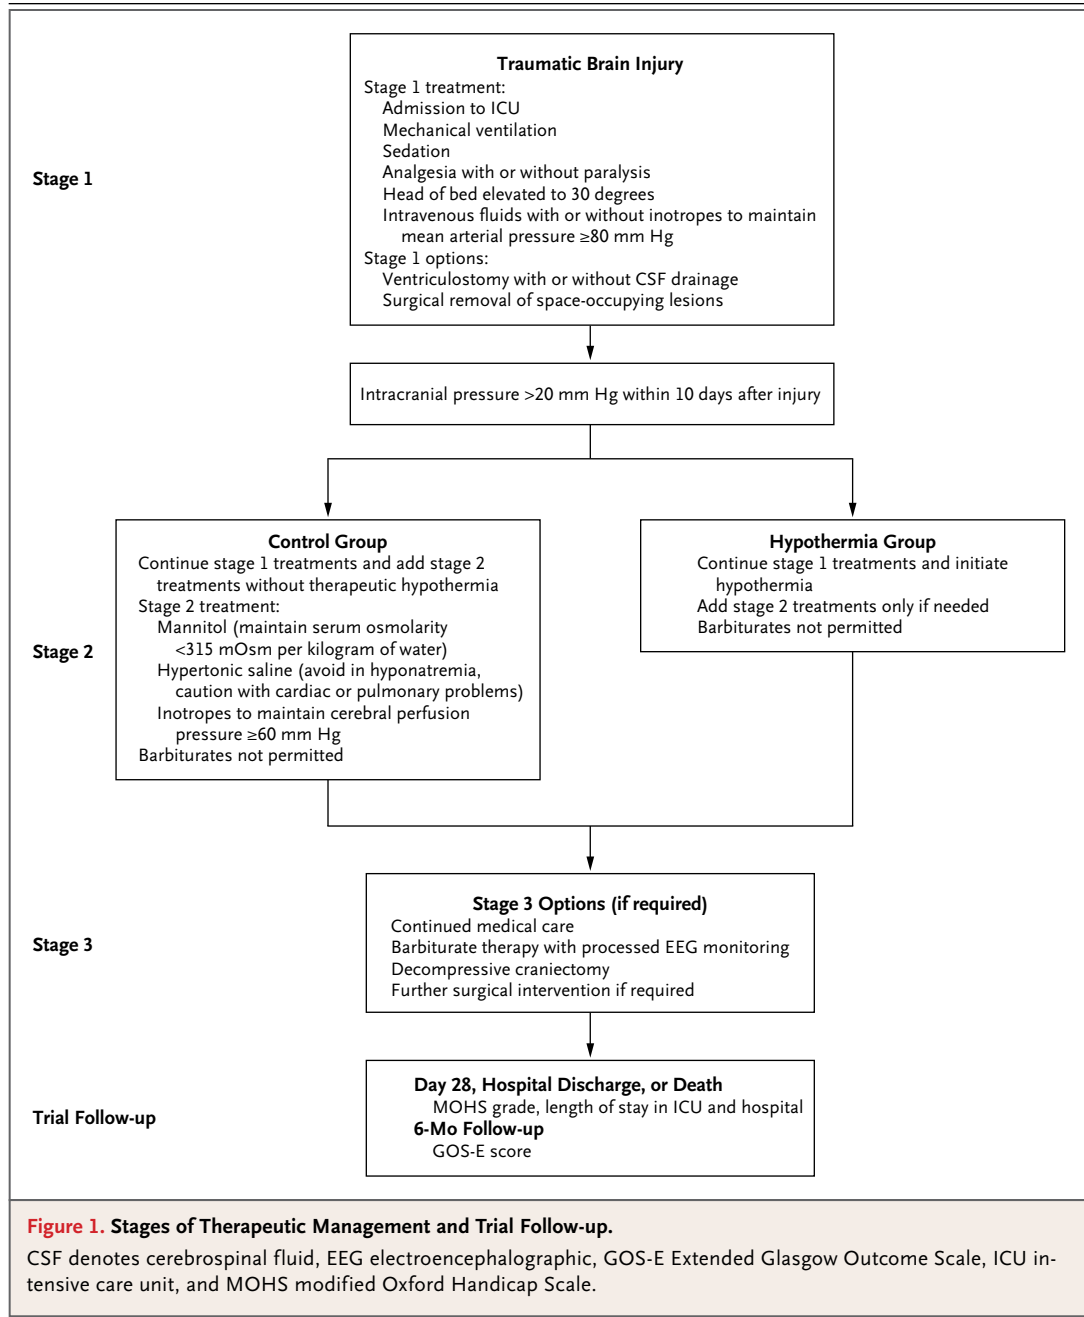 Traumatic Brain Injury
Stage 1 treatment:
Admission to ICU
Mechanical ventilation
Sedation
Analgesia with or without paralysis
Head of bed elevated to 30 degrees
Intravenous fluids with or without inotropes to maintain
mean arterial pressure ≥80 mm Hg
Stage 1 options:
Ventriculostomy with or without CSF drainage
Surgical removal of space-occupying lesions
Stage 1
Intracranial pressure >20 mm Hg within 10 days after injury
Stage 2
Control Group
Continue stage 1 treatments and add stage 2
treatments without therapeutic hypothermia
Stage 2 treatment:
Mannitol (maintain serum osmolarity
<315 mOsm per kilogram of water)
Hypertonic saline (avoid in hyponatremia,
caution with cardiac or pulmonary problems)
Inotropes to maintain cerebral perfusion
pressure ≥60 mm Hg
Barbiturates not permitted
Hypothermia Group
Continue stage 1 treatments and initiate
hypothermia
Add stage 2 treatments only if needed
Barbiturates not permitted
Stage 3
Stage 3 Options (if required)
Continued medical care
Barbiturate therapy with processed EEG monitoring
Decompressive craniectomy
Further surgical intervention if required
Trial Follow-up
Day 28, Hospital Discharge, or Death
MOHS grade, length of stay in ICU and hospital
6-Mo Follow-up
GOS-E score
Figure 1. Stages of Therapeutic Management and Trial Follow-up.
CSF denotes cerebrospinal fluid, EEG electroencephalographic, GOS-E Extended Glasgow Outcome Scale, ICU in-
tensive care unit, and MOHS modified Oxford Handicap Scale.